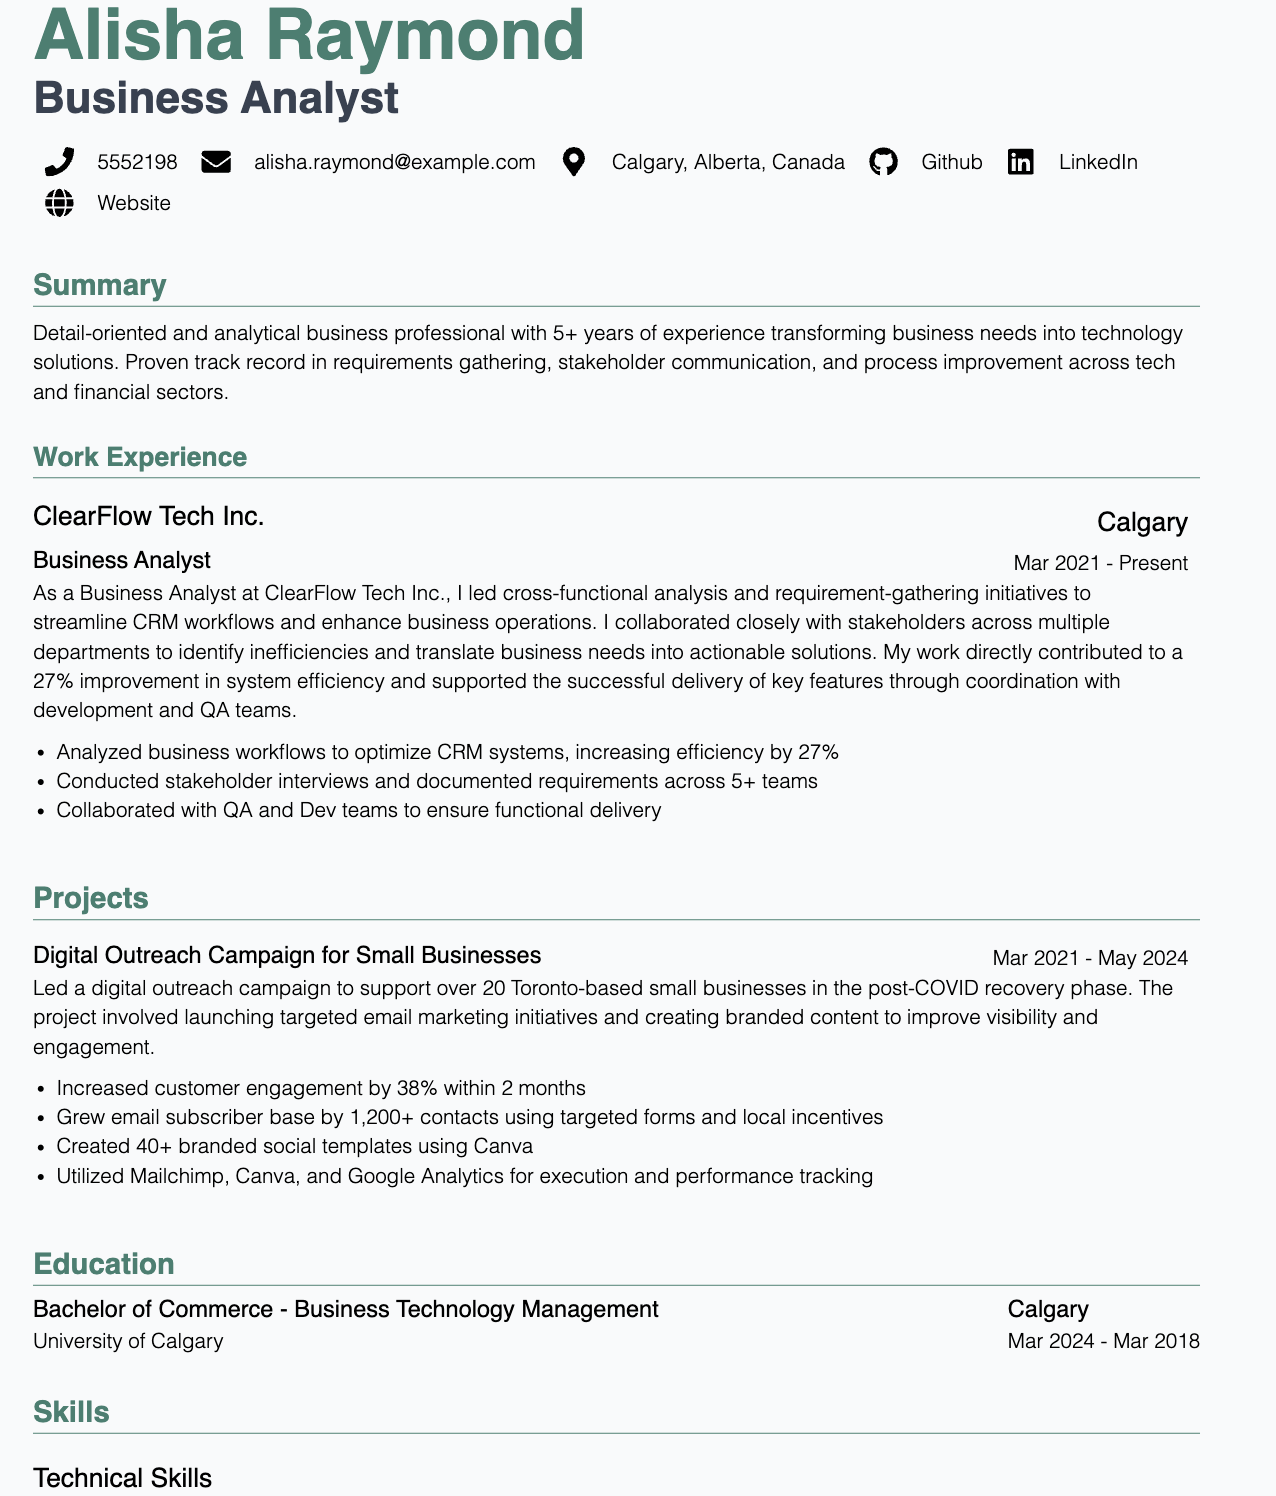 Alisha Raymond
Business Analyst
5552198 alisha.raymond@example.com Calgary, Alberta, Canada Github LinkedIn
Website
Summary
Detail-oriented and analytical business professional with 5+ years of experience transforming business needs into technology
solutions. Proven track record in requirements gathering, stakeholder communication, and process improvement across tech
and financial sectors.
Work Experience
ClearFlow Tech Inc. Calgary
Business Analyst Mar 2021 - Present
As a Business Analyst at ClearFlow Tech Inc., I led cross-functional analysis and requirement-gathering initiatives to
streamline CRM workflows and enhance business operations. I collaborated closely with stakeholders across multiple
departments to identify inefficiencies and translate business needs into actionable solutions. My work directly contributed to a
27% improvement in system efficiency and supported the successful delivery of key features through coordination with
development and QA teams.
• Analyzed business workflows to optimize CRM systems, increasing efficiency by 27%
• Conducted stakeholder interviews and documented requirements across 5+ teams
• Collaborated with QA and Dev teams to ensure functional delivery
Projects
Digital Outreach Campaign for Small Businesses Mar 2021 - May 2024
Led a digital outreach campaign to support over 20 Toronto-based small businesses in the post-COVID recovery phase. The
project involved launching targeted email marketing initiatives and creating branded content to improve visibility and
engagement.
• Increased customer engagement by 38% within 2 months
• Grew email subscriber base by 1,200+ contacts using targeted forms and local incentives
• Created 40+ branded social templates using Canva
• Utilized Mailchimp, Canva, and Google Analytics for execution and performance tracking
Education
Bachelor of Commerce - Business Technology Management Calgary
University of Calgary Mar 2024 - Mar 2018
Skills
Technical Skills